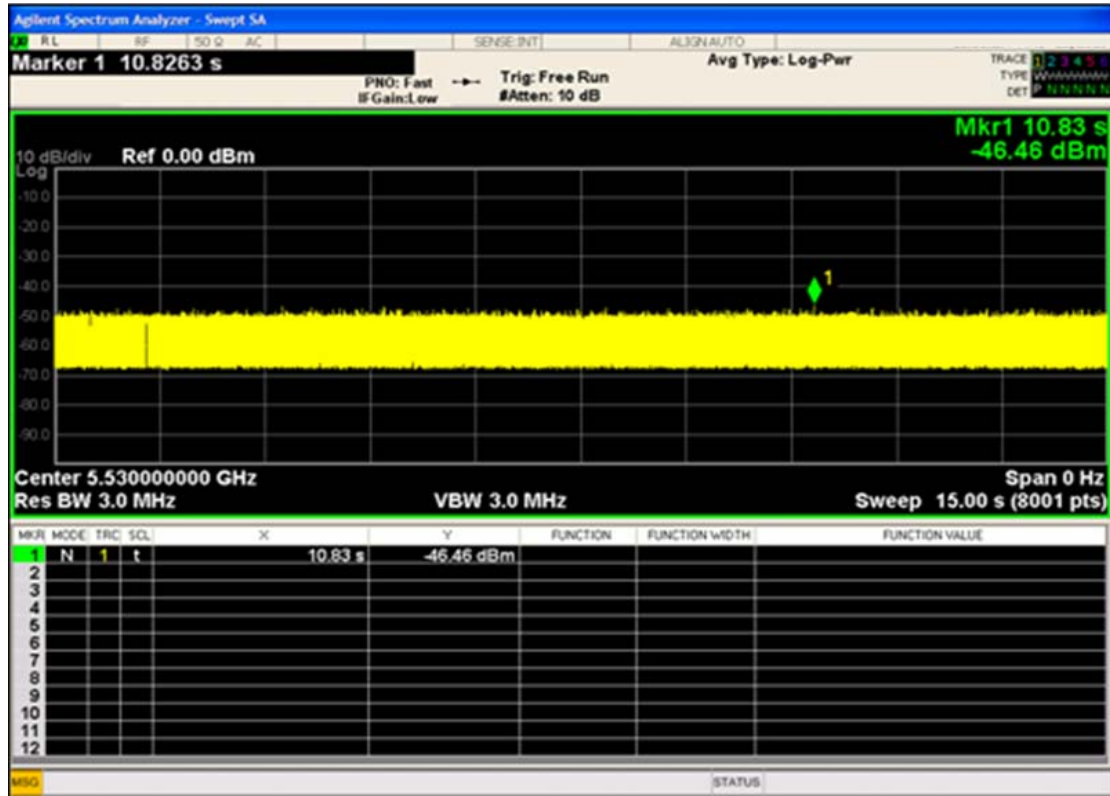 Agilent Spectrum Analyzer - Swept SA
RL RF 50 Ω AC SENSE:INT ALIGNAUTO
Marker 1 10.8263 s
Avg Type: Log-Pwr
TRACE 1 2 3 4 5 6
TYPE
DET P N N N N N
PNO: Fast
IFGain:Low
Trig: Free Run
#Atten: 10 dB
Mkr1 10.83 s
-46.46 dBm
10 dB/div Ref 0.00 dBm
Log
-10.0
-20.0
-30.0
-40.0
1
-50.0
-60.0
-70.0
-80.0
-90.0
Center 5.530000000 GHz Span 0 Hz
Res BW 3.0 MHz VBW 3.0 MHz Sweep 15.00 s (8001 pts)
MKR MODE TRC SCL X Y FUNCTION FUNCTION WIDTH FUNCTION VALUE
1 N 1 t 10.83 s -46.46 dBm
2
3
4
5
6
7
8
9
10
11
12
MSG STATUS